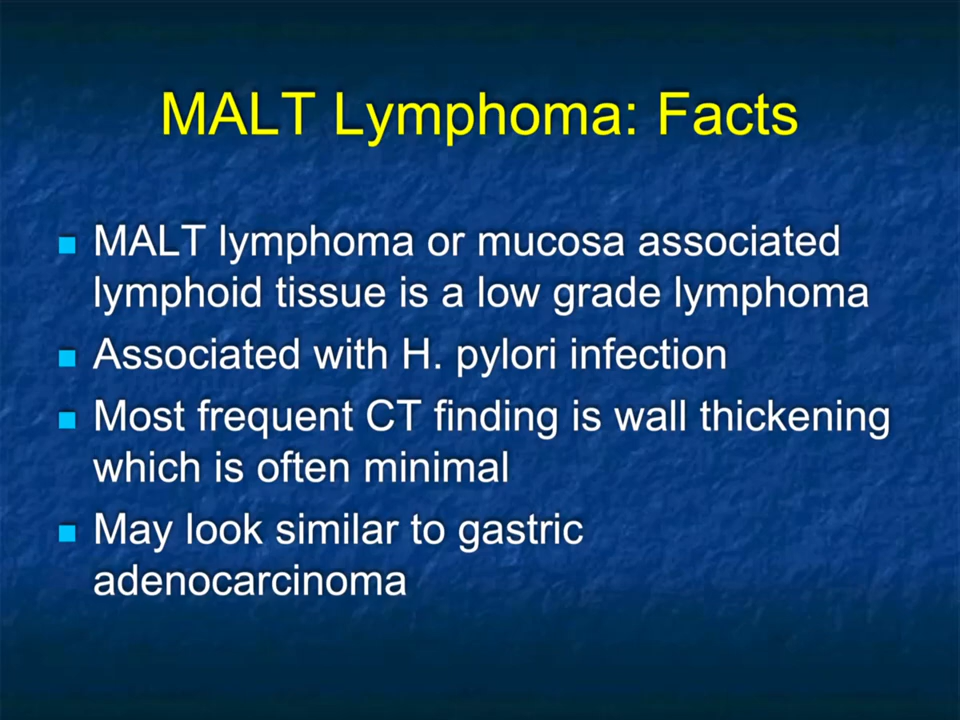 MALT Lymphoma: Facts
MALT lymphoma or mucosa associated
lymphoid tissue is a low grade lymphoma
Associated with H. pylori infection
Most frequent CT finding is wall thickening
which is often minimal
May look similar to gastric
adenocarcinoma